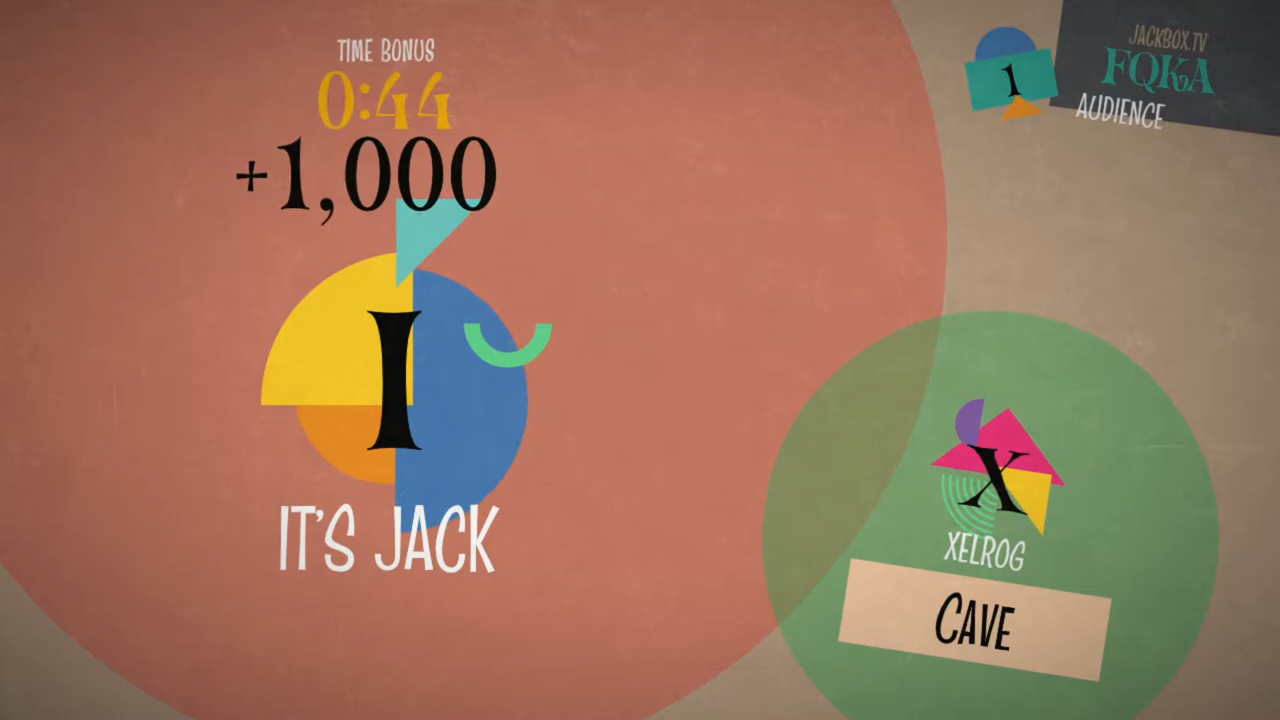 TIME BONUS
0:44
+1,000
I
IT'S JACK
1
JACKBOX.TV
FQKA
AUDIENCE
X
XELROG
CAVE